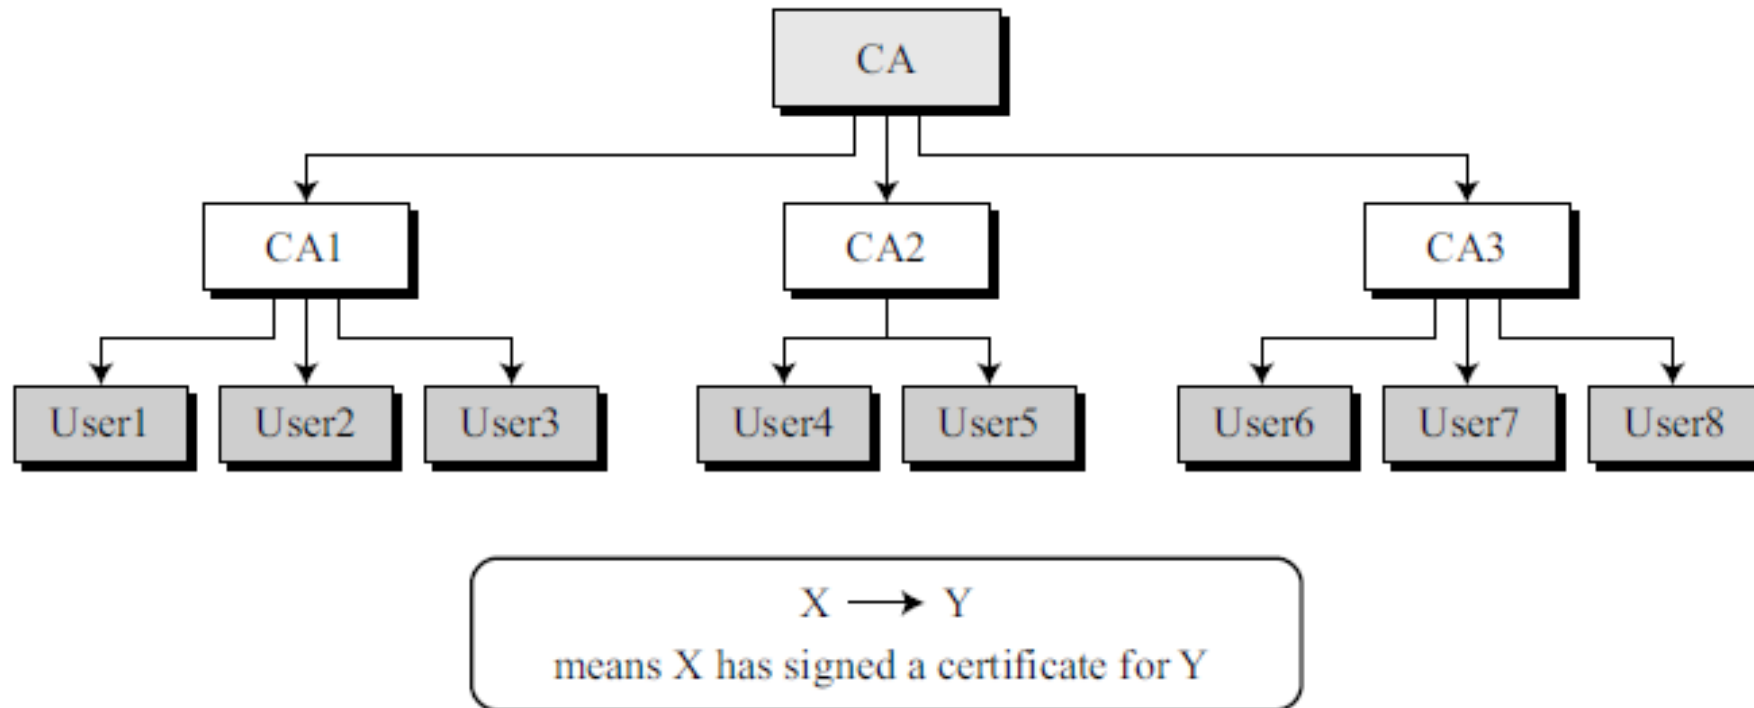 CA
CA1 CA2 CA3
User1 User2 User3 User4 User5 User6 User7 User8
X → Y
means X has signed a certificate for Y